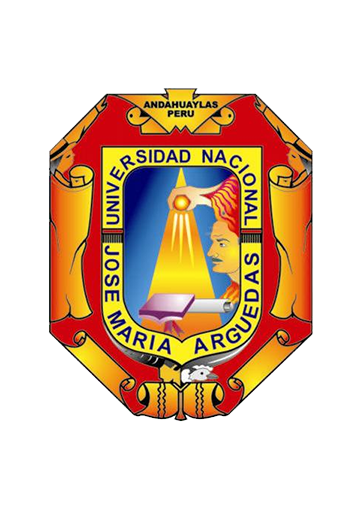 ANDAHUAYLAS
PERU
UNIVERSIDAD NACIONAL
JOSE MARIA ARGUEDAS